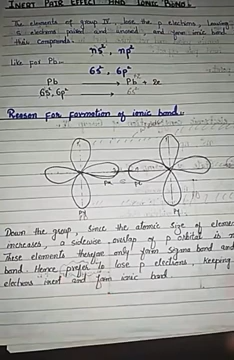 INERT PAIR EFFECT AND IONIC BOND.
The elements of group IV, lose the p electrons, leaving
s electrons paired and unused, and form ionic bond
their compounds.
ns², np²
like for Pb-
6s², 6p²
Pb → Pb + 2e
6s², 6p² → 6s²
Reason for formation of ionic bond:
Down the group, since the atomic size of eleme
increases, a sidewise overlap of p orbital is n
These elements therefore only form sigma bond and
bond. Hence prefer to lose p electrons, keeping
electrons inert and form ionic bond